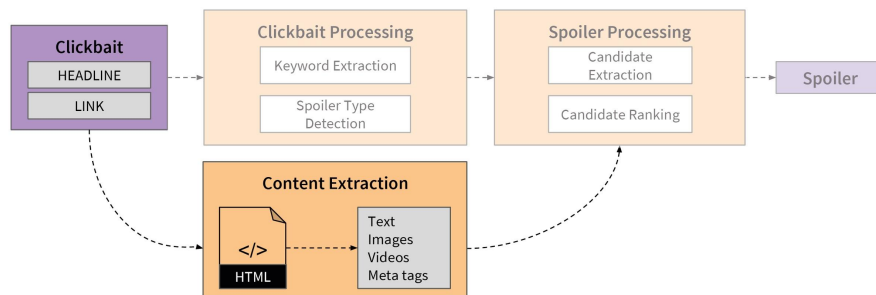 Clickbait
HEADLINE
LINK
Clickbait Processing
Keyword Extraction
Spoiler Type
Detection
Spoiler Processing
Candidate
Extraction
Candidate Ranking
Spoiler
Content Extraction
</>
HTML
Text
Images
Videos
Meta tags